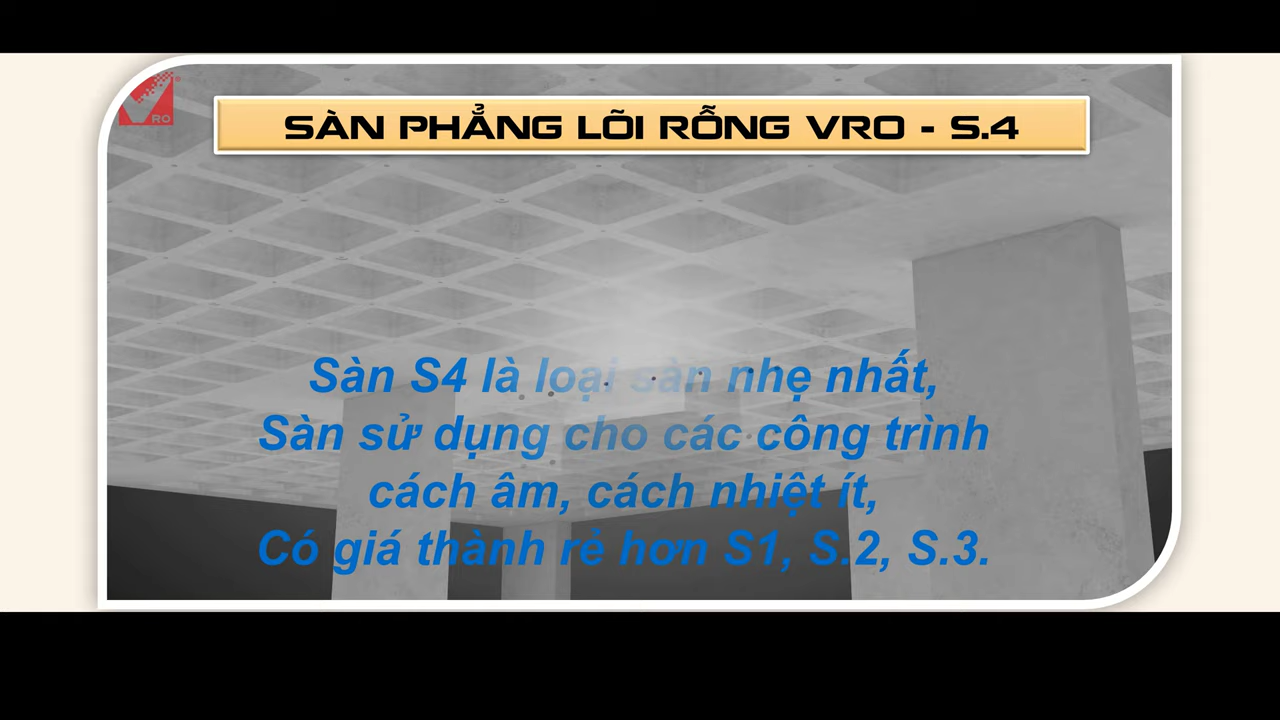 SÀN PHẲNG LÕI RỖNG VRO - S.4
RO
Sàn S4 là loại sàn nhẹ nhất,
Sàn sử dụng cho các công trình
cách âm, cách nhiệt ít,
Có giá thành rẻ hơn S1, S.2, S.3.